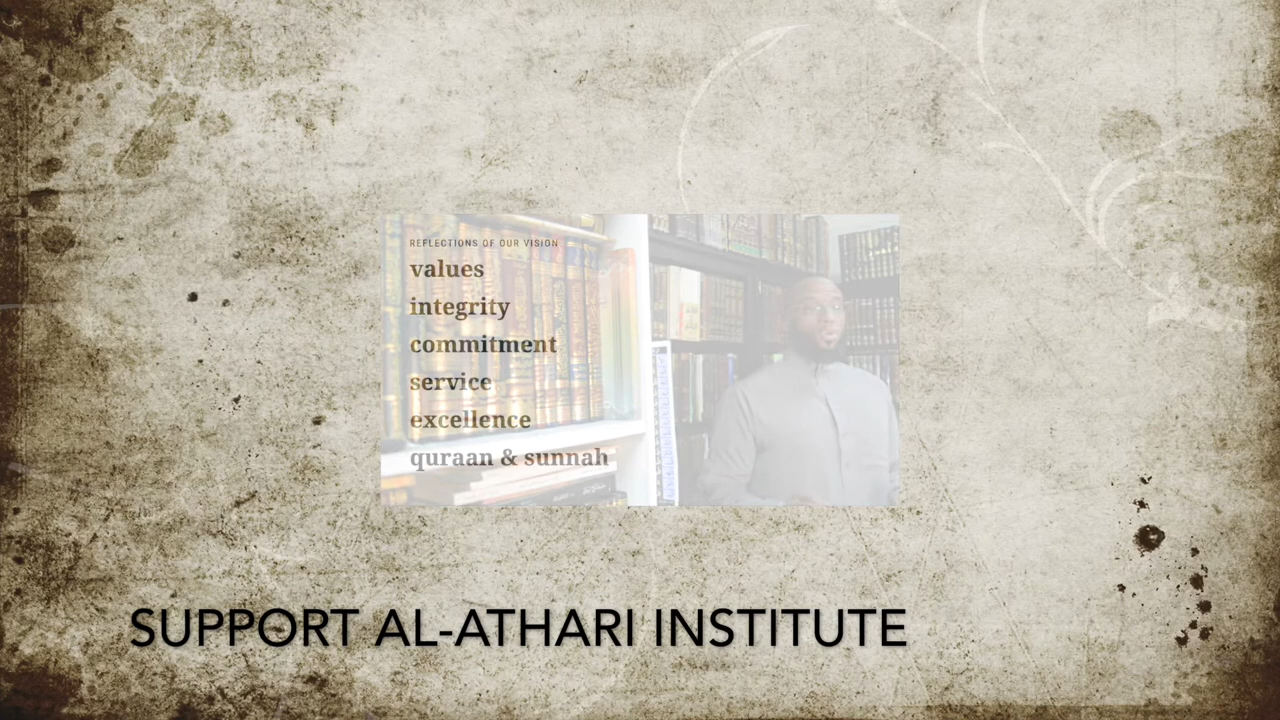 REFLECTIONS OF OUR VISION
values
integrity
commitment
service
excellence
quraan & sunnah
SUPPORT AL-ATHARI INSTITUTE